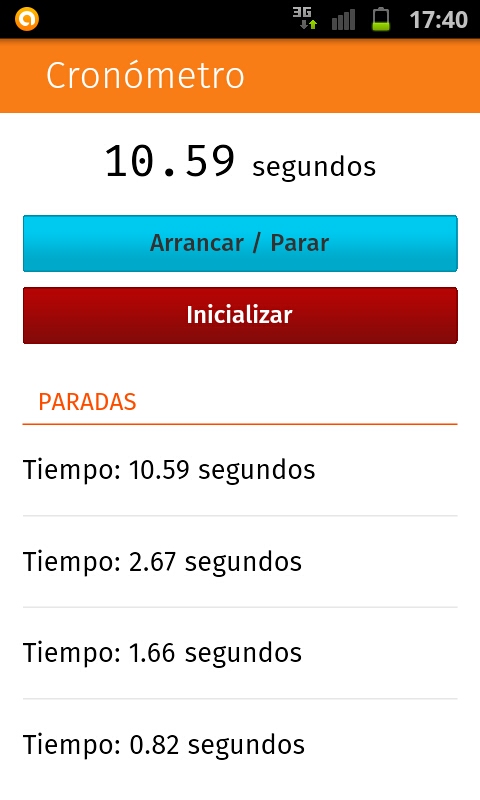 3G 17:40
Cronómetro
10.59 segundos
Arrancar / Parar
Inicializar
PARADAS
Tiempo: 10.59 segundos
Tiempo: 2.67 segundos
Tiempo: 1.66 segundos
Tiempo: 0.82 segundos